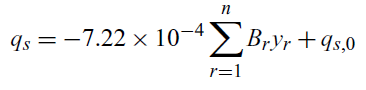 q_s = −7.22 × 10^{−4} \sum_{r=1}^{n} B_r y_r + q_{s,0}